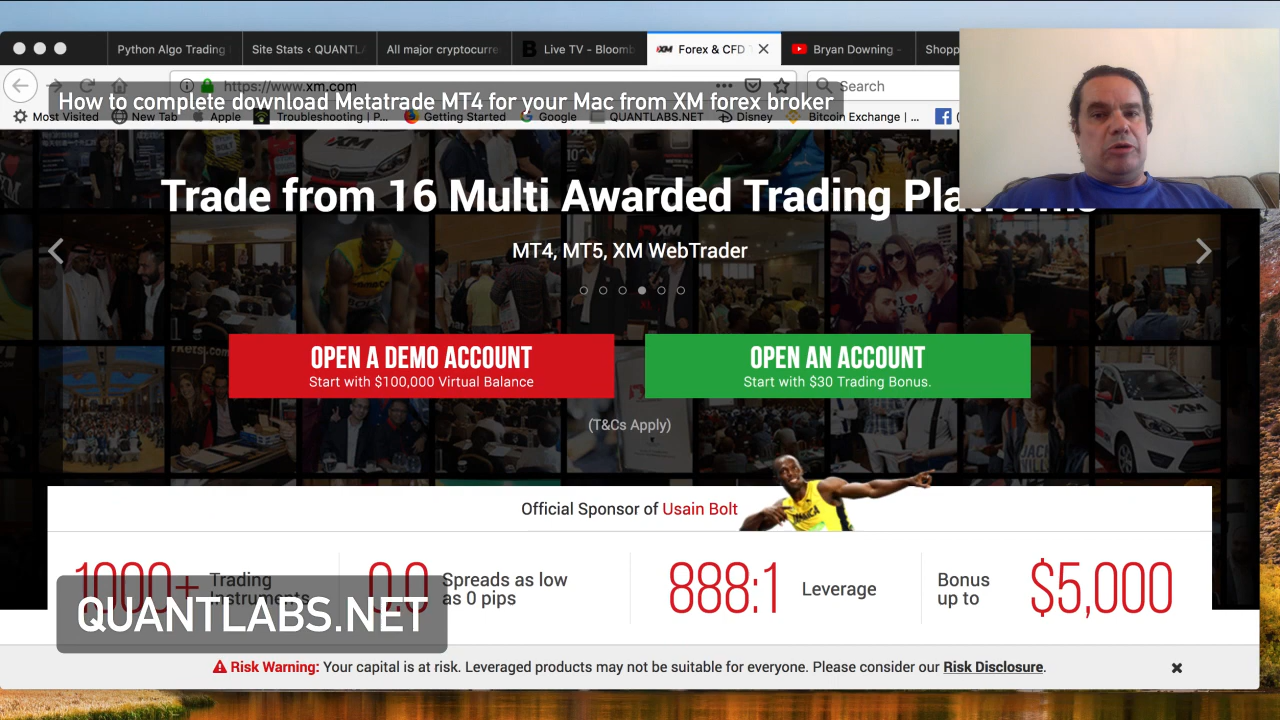 Python Algo Trading
Site Stats ‹ QUANTL
All major cryptocurre
Live TV – Bloomb
XM Forex & CFD
Bryan Downing -
Shopp
https://www.xm.com
Search
How to complete download Metatrade MT4 for your Mac from XM forex broker
Most Visited New Tab Apple Troubleshooting | P... Getting Started Google QUANTLABS.NET Disney Bitcoin Exchange | ...
Trade from 16 Multi Awarded Trading Platforms
MT4, MT5, XM WebTrader
OPEN A DEMO ACCOUNT
Start with $100,000 Virtual Balance
OPEN AN ACCOUNT
Start with $30 Trading Bonus.
(T&Cs Apply)
Official Sponsor of Usain Bolt
1000+ Trading Instruments
0.0 Spreads as low
as 0 pips
888:1 Leverage
Bonus
up to
$5,000
QUANTLABS.NET
Risk Warning: Your capital is at risk. Leveraged products may not be suitable for everyone. Please consider our Risk Disclosure.